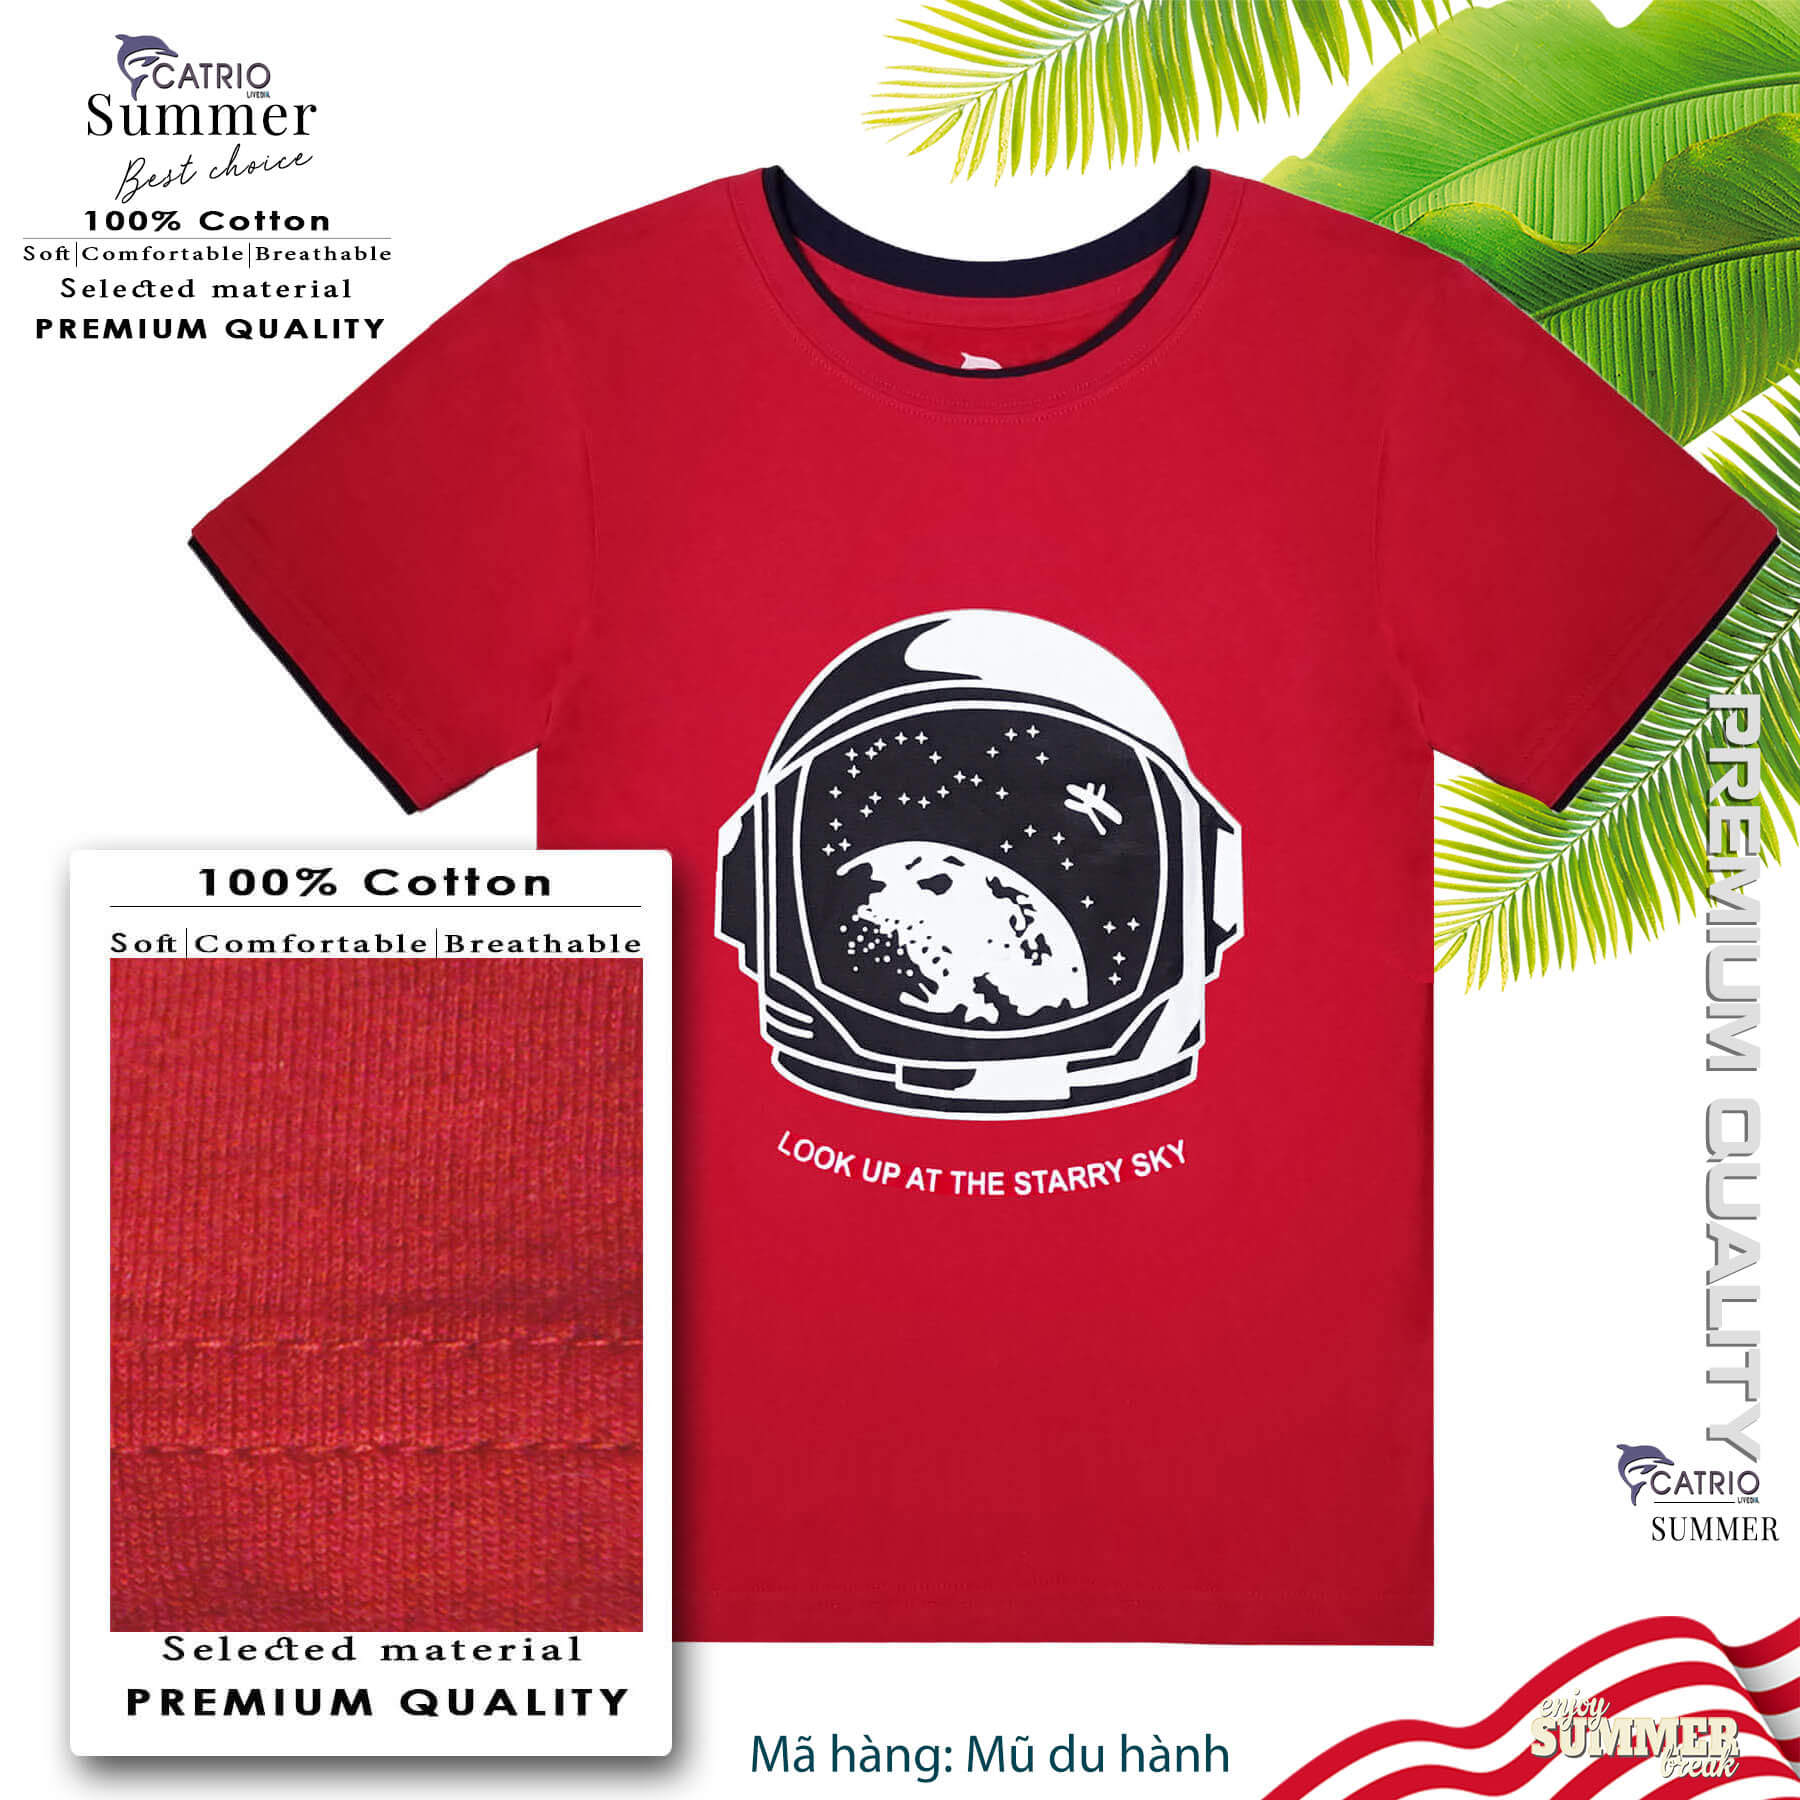 CATRIO
LIVEDIA
Summer
Best choice
100% Cotton
Soft|Comfortable|Breathable
Selected material
PREMIUM QUALITY
LOOK UP AT THE STARRY SKY
100% Cotton
Soft|Comfortable|Breathable
Selected material
PREMIUM QUALITY
PREMIUM QUALITY
CATRIO
LIVEDIA
SUMMER
Mã hàng: Mũ du hành
enjoy
SUMMER
break